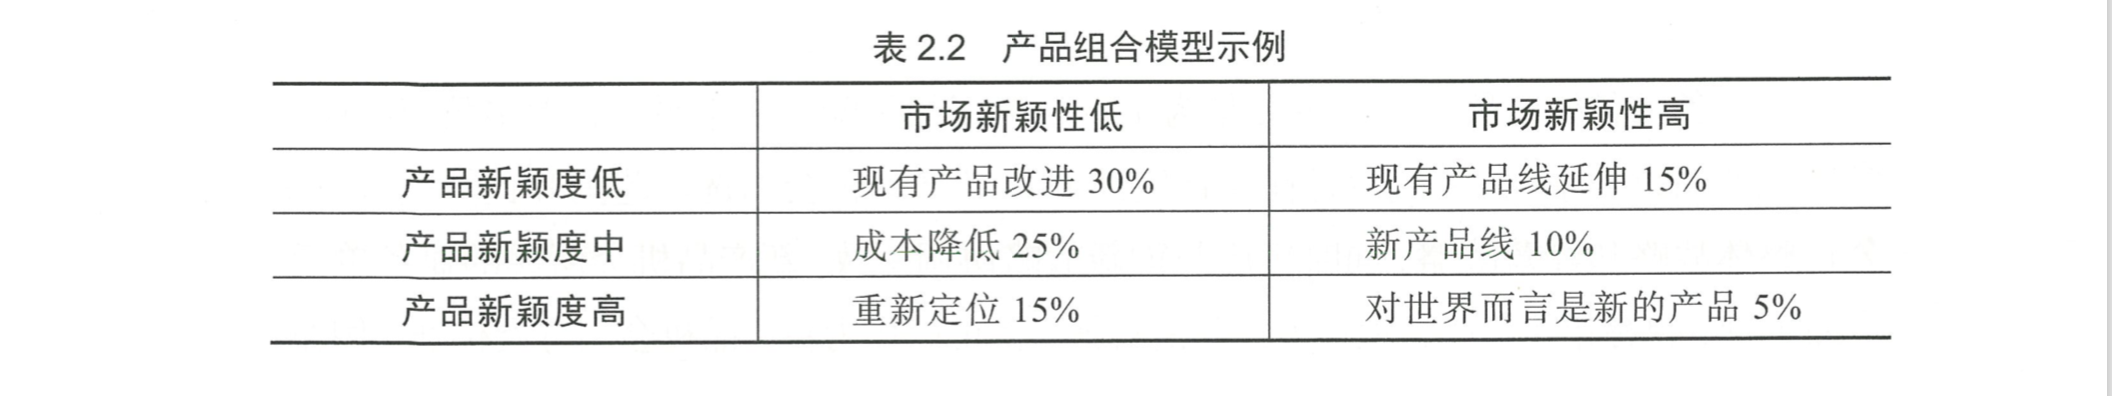 表 2.2 产品组合模型示例
市场新颖性低 市场新颖性高
产品新颖度低 现有产品改进 30% 现有产品线延伸 15%
产品新颖度中 成本降低 25% 新产品线 10%
产品新颖度高 重新定位 15% 对世界而言是新的产品 5%